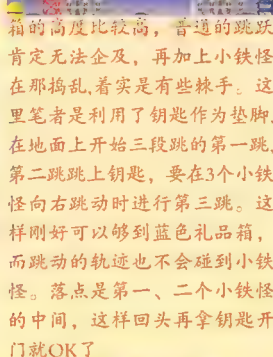 箱的高度比较高，普通的跳跃
肯定无法企及，再加上小铁怪
在那捣乱,着实是有些棘手。这
里笔者是利用了钥匙作为垫脚,
在地面上开始三段跳的第一跳,
第二跳跳上钥匙，要在3个小铁
怪向右跳动时进行第三跳。这
样刚好可以够到蓝色礼品箱，
而跳动的轨迹也不会碰到小铁
怪。落点是第一、二个小铁怪
的中间，这样回头再拿钥匙开
门就OK了